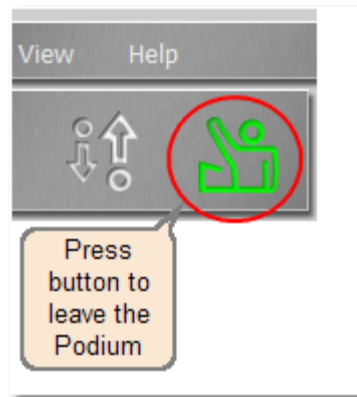 View Help
Press
button to
leave the
Podium